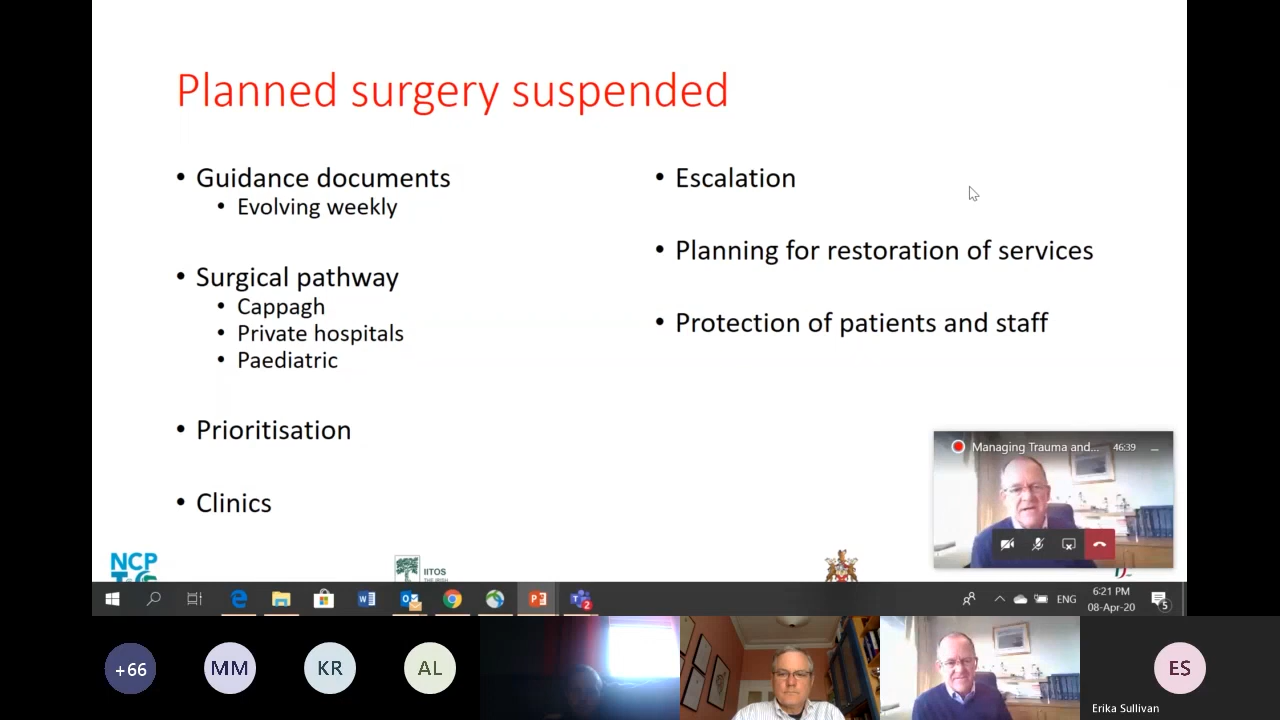 Planned surgery suspended
• Guidance documents
• Evolving weekly
• Surgical pathway
• Cappagh
• Private hospitals
• Paediatric
• Prioritisation
• Clinics
• Escalation
• Planning for restoration of services
• Protection of patients and staff
Managing Trauma and... 46:39
NCP
IITOS
ENG
6:21 PM
08-Apr-20
5
2
+66
MM
KR
AL
ES
Erika Sullivan